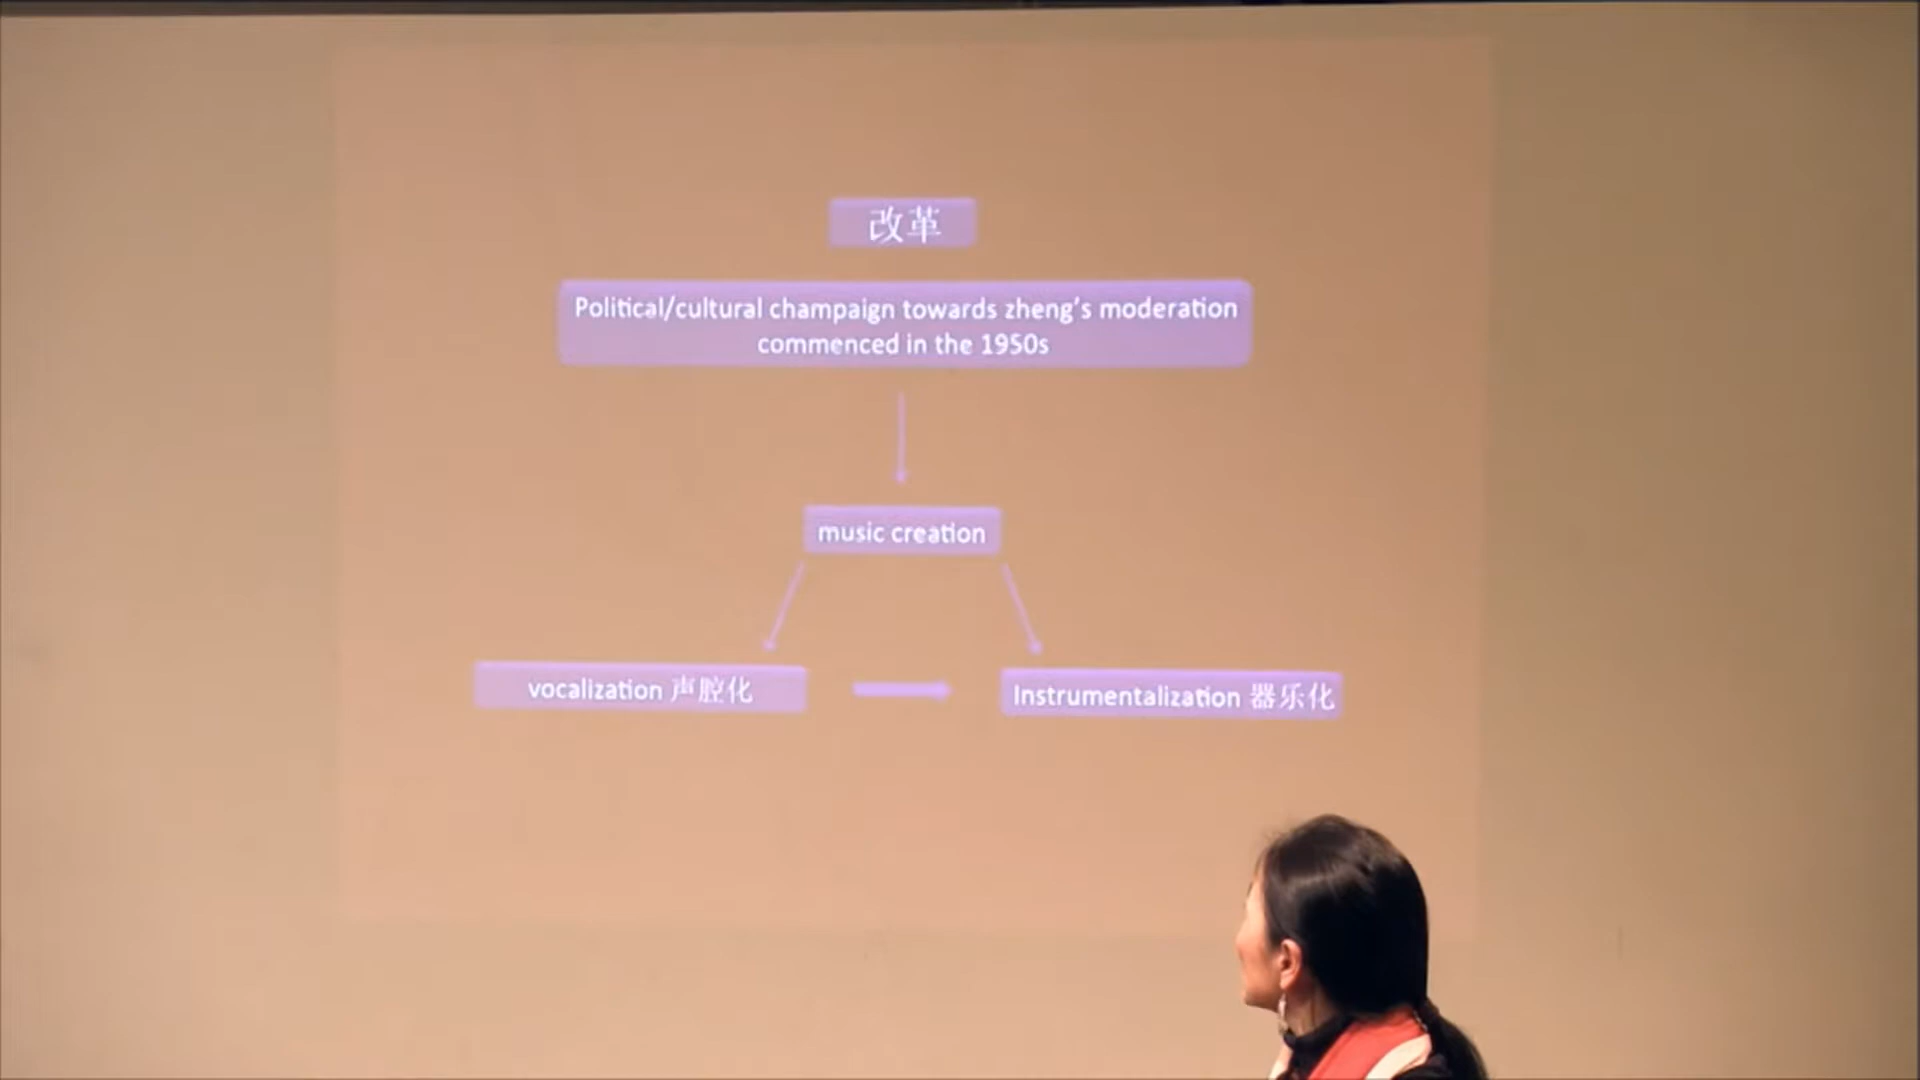 改革
Political/cultural champaign towards zheng's moderation
commenced in the 1950s
music creation
vocalization 声腔化
Instrumentalization 器乐化